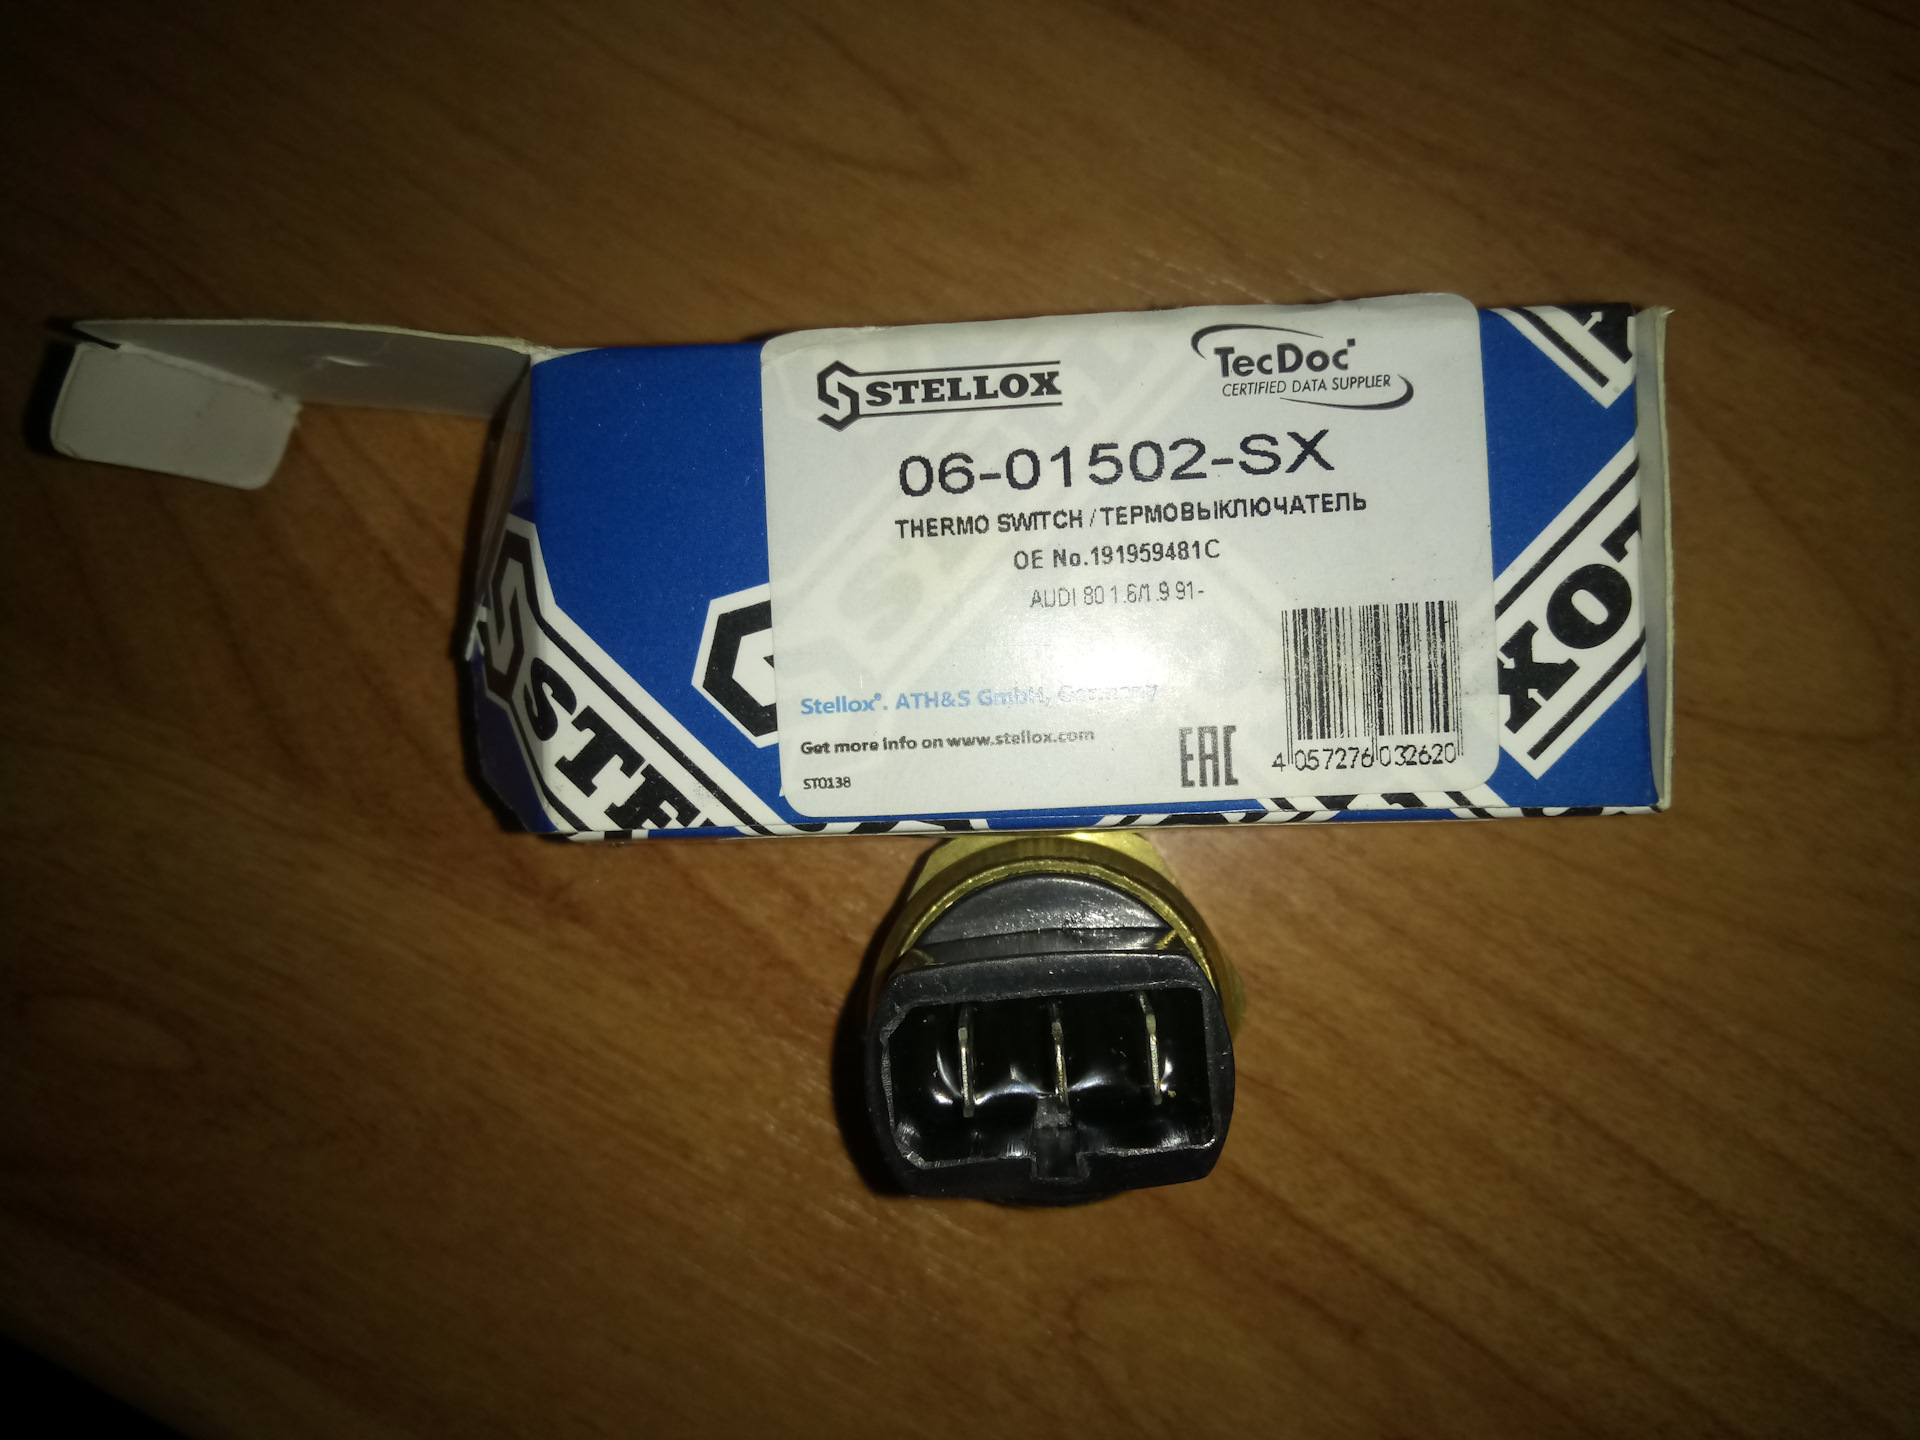 STELLOX
TecDoc
CERTIFIED DATA SUPPLIER
06-01502-SX
THERMO SWITCH / ТЕРМОВЫКЛЮЧАТЕЛЬ
OE No.191959481C
AUDI 80 1.6/1.9 91-
Stellox®. ATH&S GmbH, Germany
Get more info on www.stellox.com
ST0138
EAC
4 057276 032620